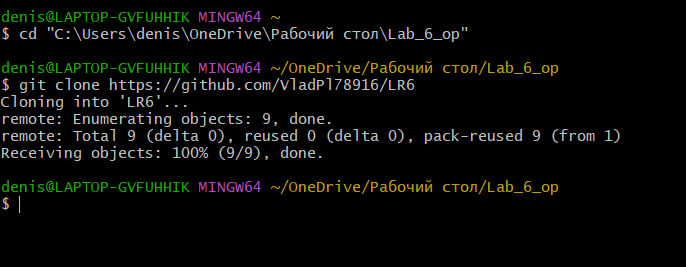 denis@LAPTOP-GVFUHHIK MINGW64 ~
$ cd "C:\Users\denis\OneDrive\Рабочий стол\Lab_6_op"
denis@LAPTOP-GVFUHHIK MINGW64 ~/OneDrive/Рабочий стол/Lab_6_op
$ git clone https://github.com/VladPl78916/LR6
Cloning into 'LR6'...
remote: Enumerating objects: 9, done.
remote: Total 9 (delta 0), reused 0 (delta 0), pack-reused 9 (from 1)
Receiving objects: 100% (9/9), done.
denis@LAPTOP-GVFUHHIK MINGW64 ~/OneDrive/Рабочий стол/Lab_6_op
$